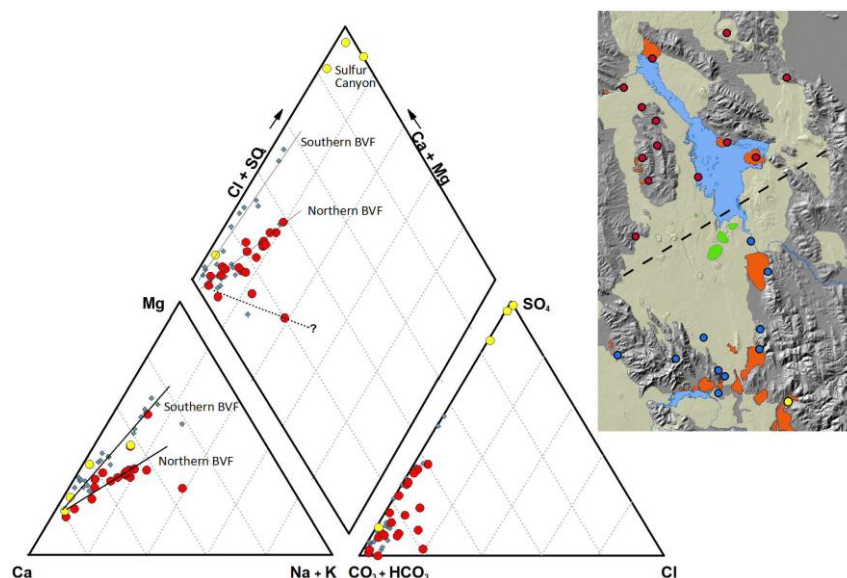 Sulfur
Canyon
Cl + SO4
Ca + Mg
Southern BVF
Northern BVF
?
Mg
SO4
Southern BVF
Northern BVF
Ca
Na + K
CO3 + HCO3
Cl